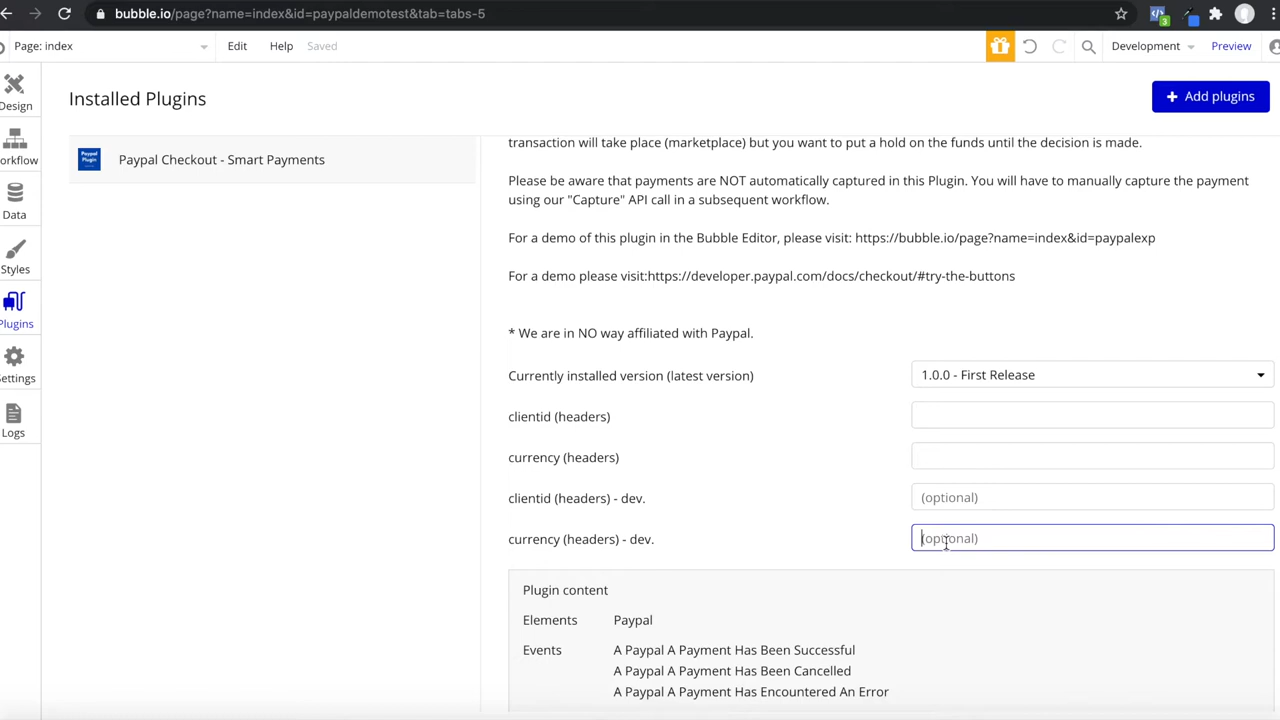 bubble.io/page?name=index&id=paypaldemotest&tab=tabs-5
3
Page: index
Edit
Help
Saved
Development
Preview
Design
orkflow
Data
Styles
Plugins
Settings
Logs
Installed Plugins
+ Add plugins
Paypal Plugin
Paypal Checkout - Smart Payments
transaction will take place (marketplace) but you want to put a hold on the funds until the decision is made.
Please be aware that payments are NOT automatically captured in this Plugin. You will have to manually capture the payment
using our "Capture" API call in a subsequent workflow.
For a demo of this plugin in the Bubble Editor, please visit: https://bubble.io/page?name=index&id=paypalexp
For a demo please visit:https://developer.paypal.com/docs/checkout/#try-the-buttons
* We are in NO way affiliated with Paypal.
Currently installed version (latest version)
1.0.0 - First Release
clientid (headers)
currency (headers)
clientid (headers) - dev.
(optional)
currency (headers) - dev.
(optional)
Plugin content
Elements Paypal
Events A Paypal A Payment Has Been Successful
A Paypal A Payment Has Been Cancelled
A Paypal A Payment Has Encountered An Error